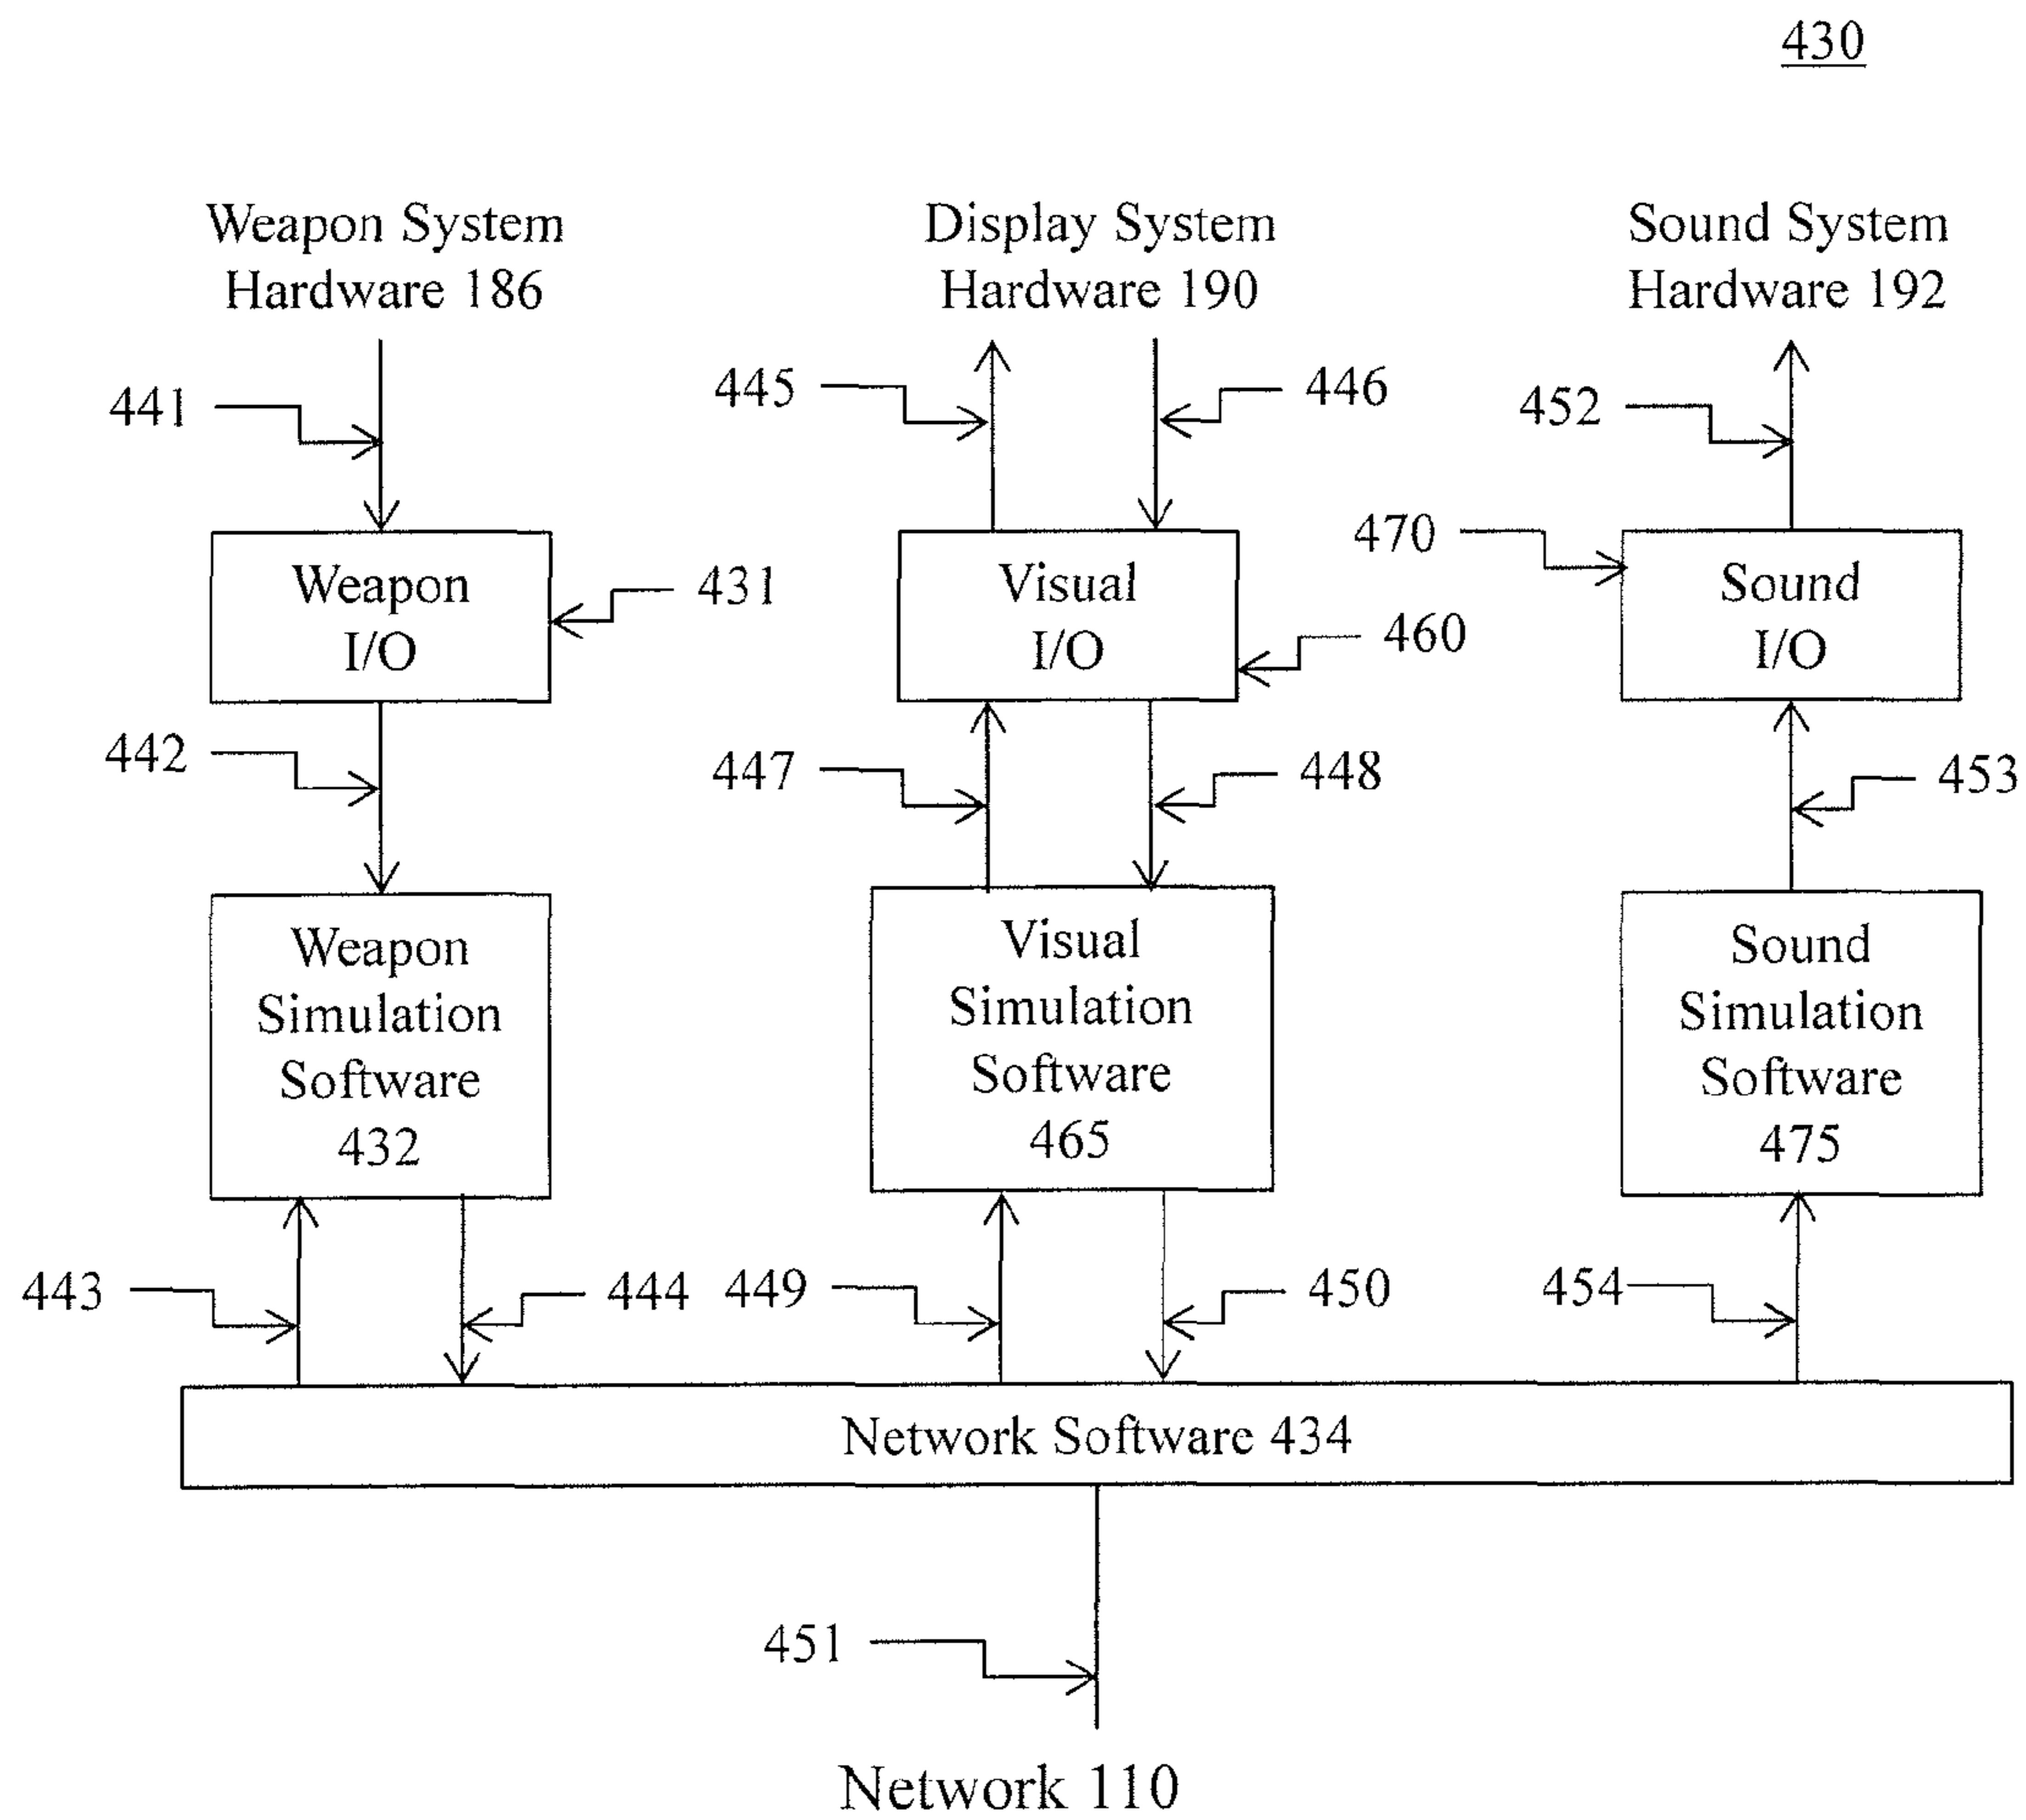 430
Weapon System
Hardware 186
Display System
Hardware 190
Sound System
Hardware 192
441
445
446
452
Weapon
I/O
431
Visual
I/O
460
470
Sound
I/O
442
447
448
453
Weapon
Simulation
Software
432
Visual
Simulation
Software
465
Sound
Simulation
Software
475
443
444
449
450
454
Network Software 434
451
Network 110